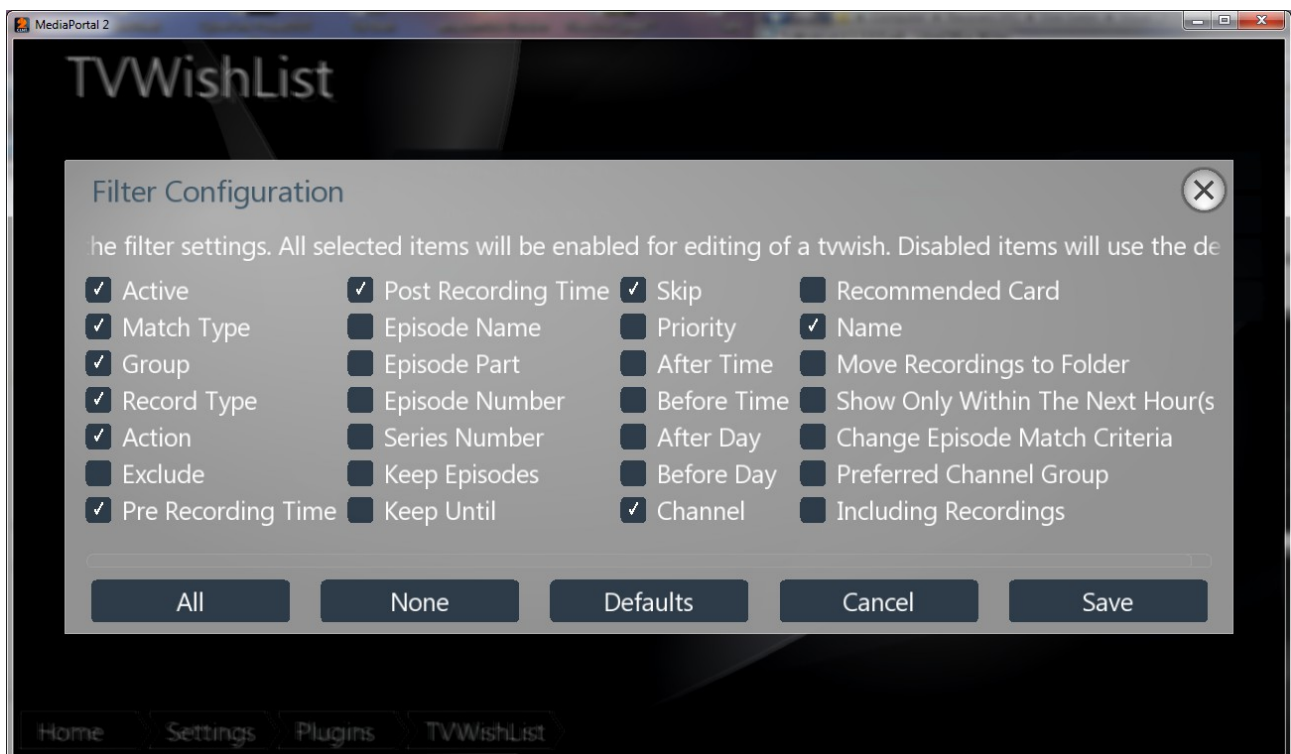 MediaPortal 2
TVWishList
Filter Configuration
he filter settings. All selected items will be enabled for editing of a tvwish. Disabled items will use the de
Active Post Recording Time Skip Recommended Card
Match Type Episode Name Priority Name
Group Episode Part After Time Move Recordings to Folder
Record Type Episode Number Before Time Show Only Within The Next Hour(s
Action Series Number After Day Change Episode Match Criteria
Exclude Keep Episodes Before Day Preferred Channel Group
Pre Recording Time Keep Until Channel Including Recordings
All None Defaults Cancel Save
Home Settings Plugins TVWishList